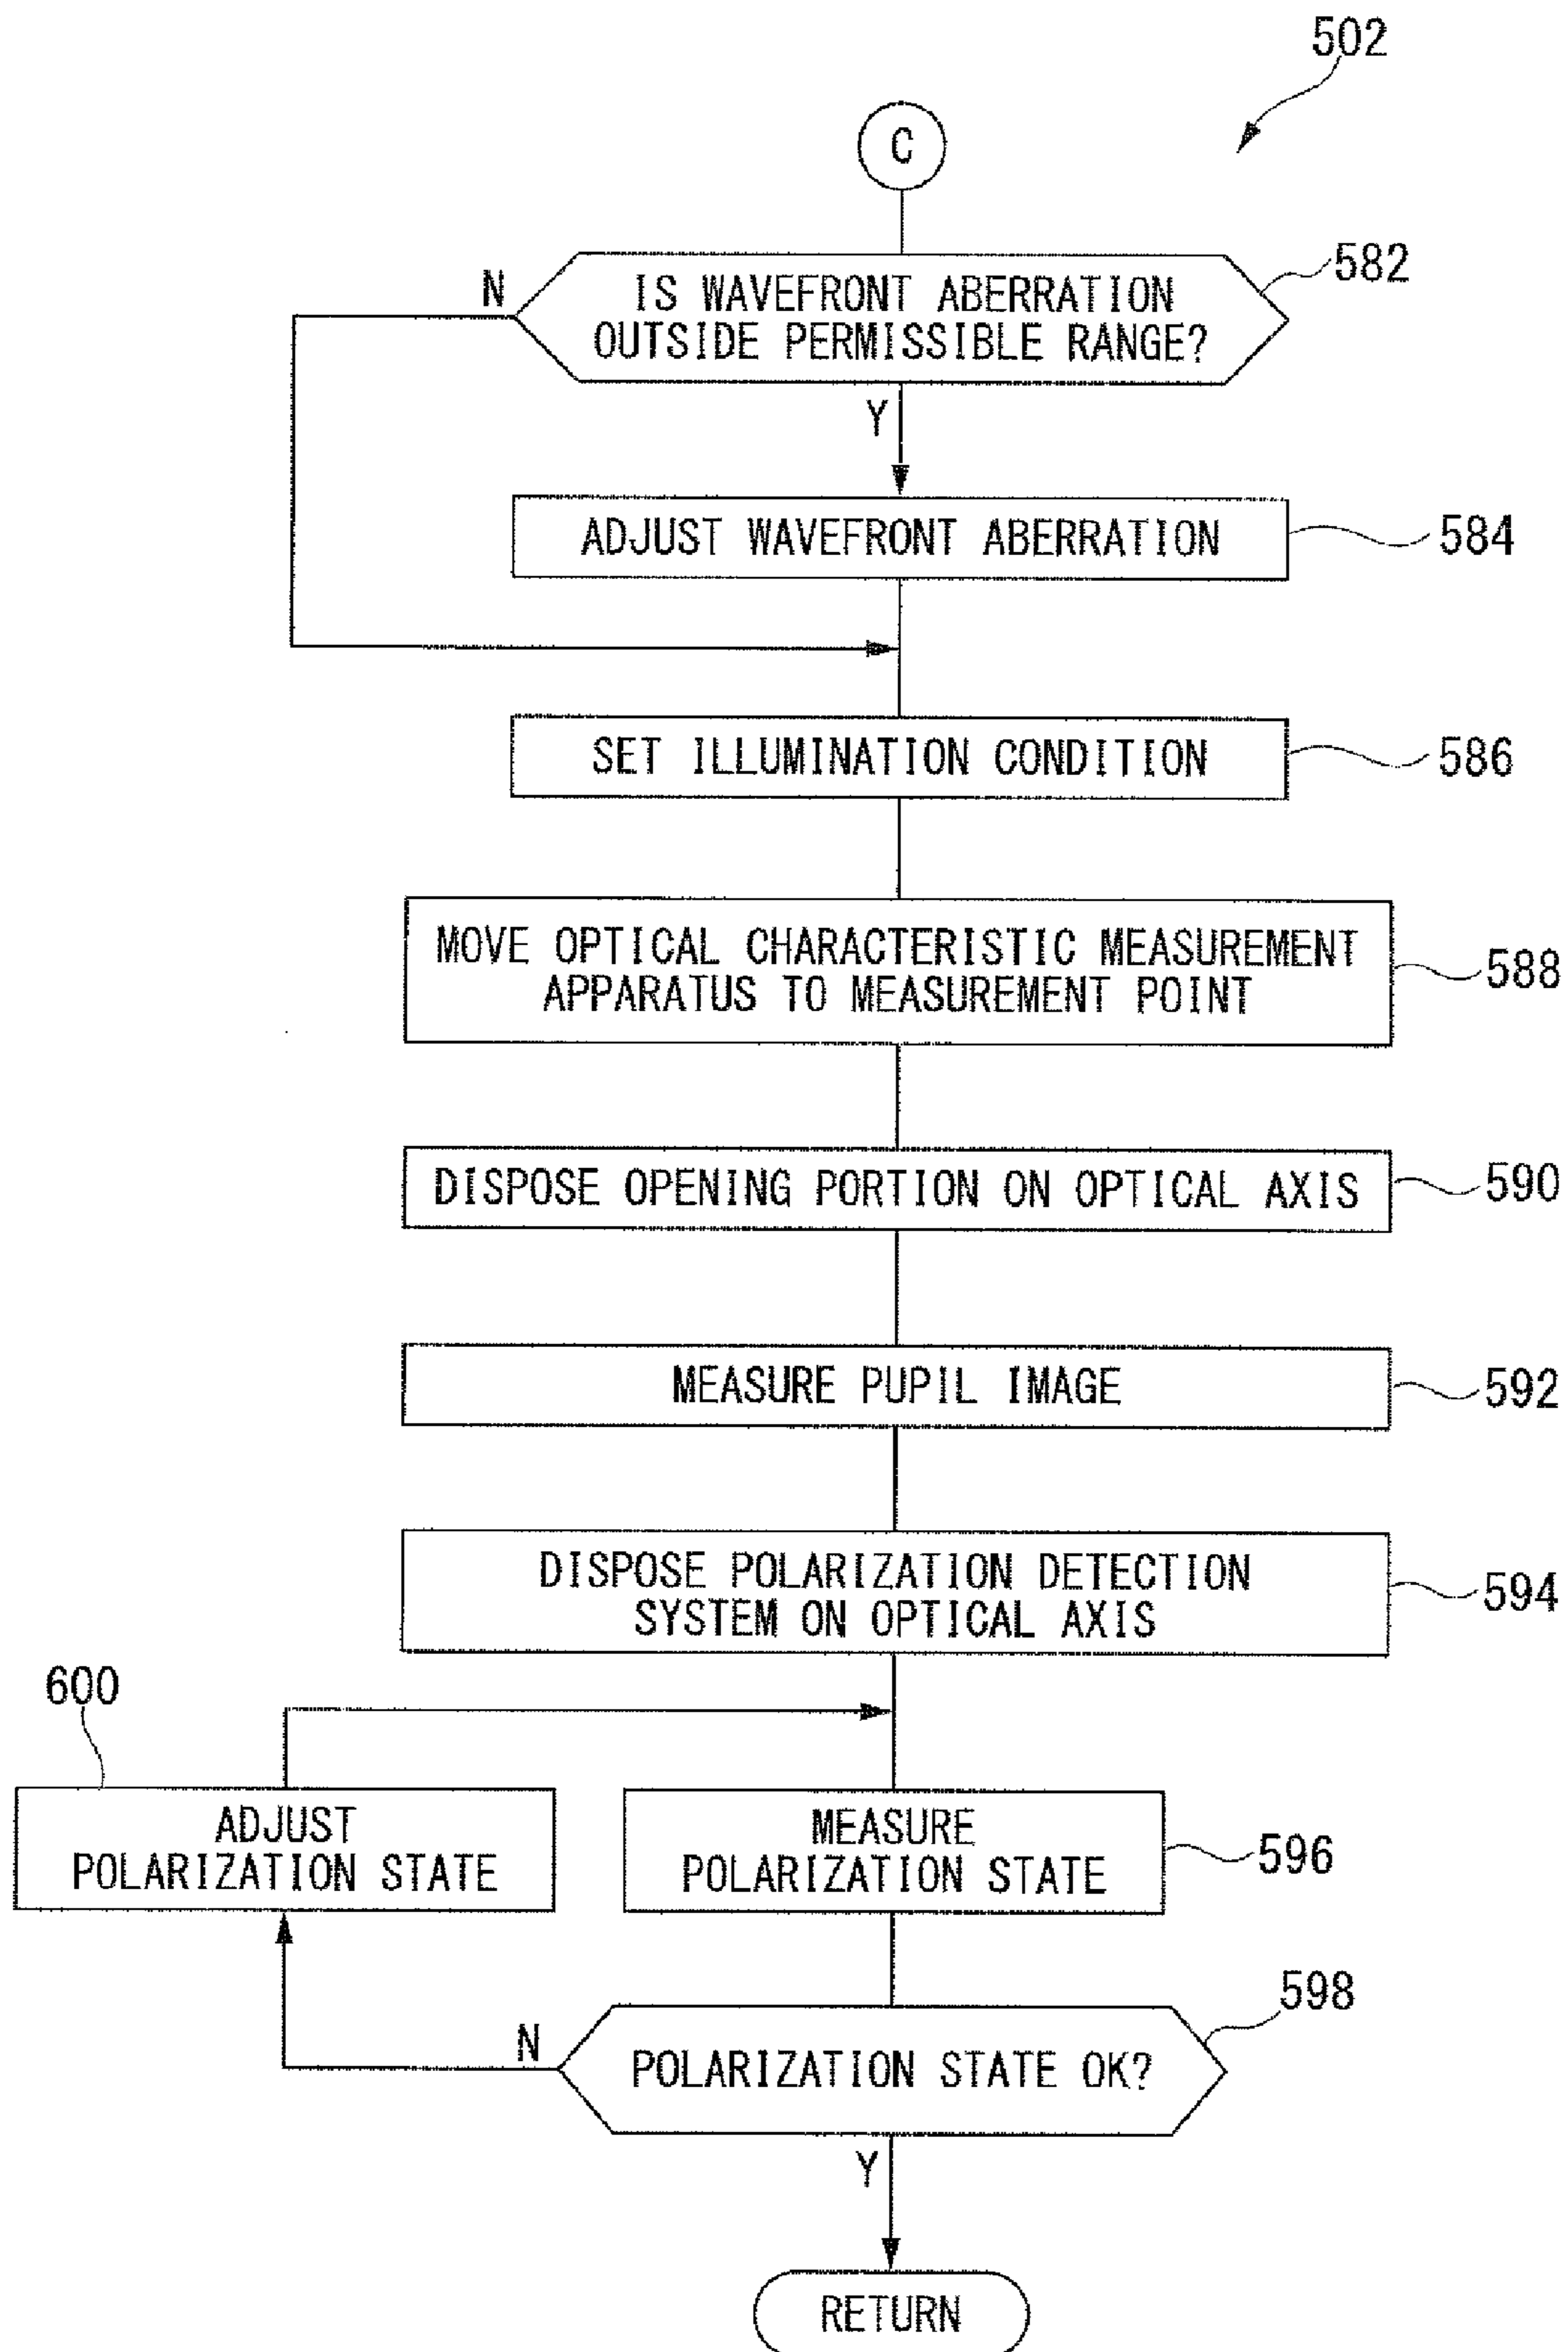 502
C
582
N
IS WAVEFRONT ABERRATION
OUTSIDE PERMISSIBLE RANGE?
Y
ADJUST WAVEFRONT ABERRATION
584
SET ILLUMINATION CONDITION
586
MOVE OPTICAL CHARACTERISTIC MEASUREMENT
APPARATUS TO MEASUREMENT POINT
588
DISPOSE OPENING PORTION ON OPTICAL AXIS
590
MEASURE PUPIL IMAGE
592
DISPOSE POLARIZATION DETECTION
SYSTEM ON OPTICAL AXIS
594
600
ADJUST
POLARIZATION STATE
MEASURE
POLARIZATION STATE
596
598
N
POLARIZATION STATE OK?
Y
RETURN